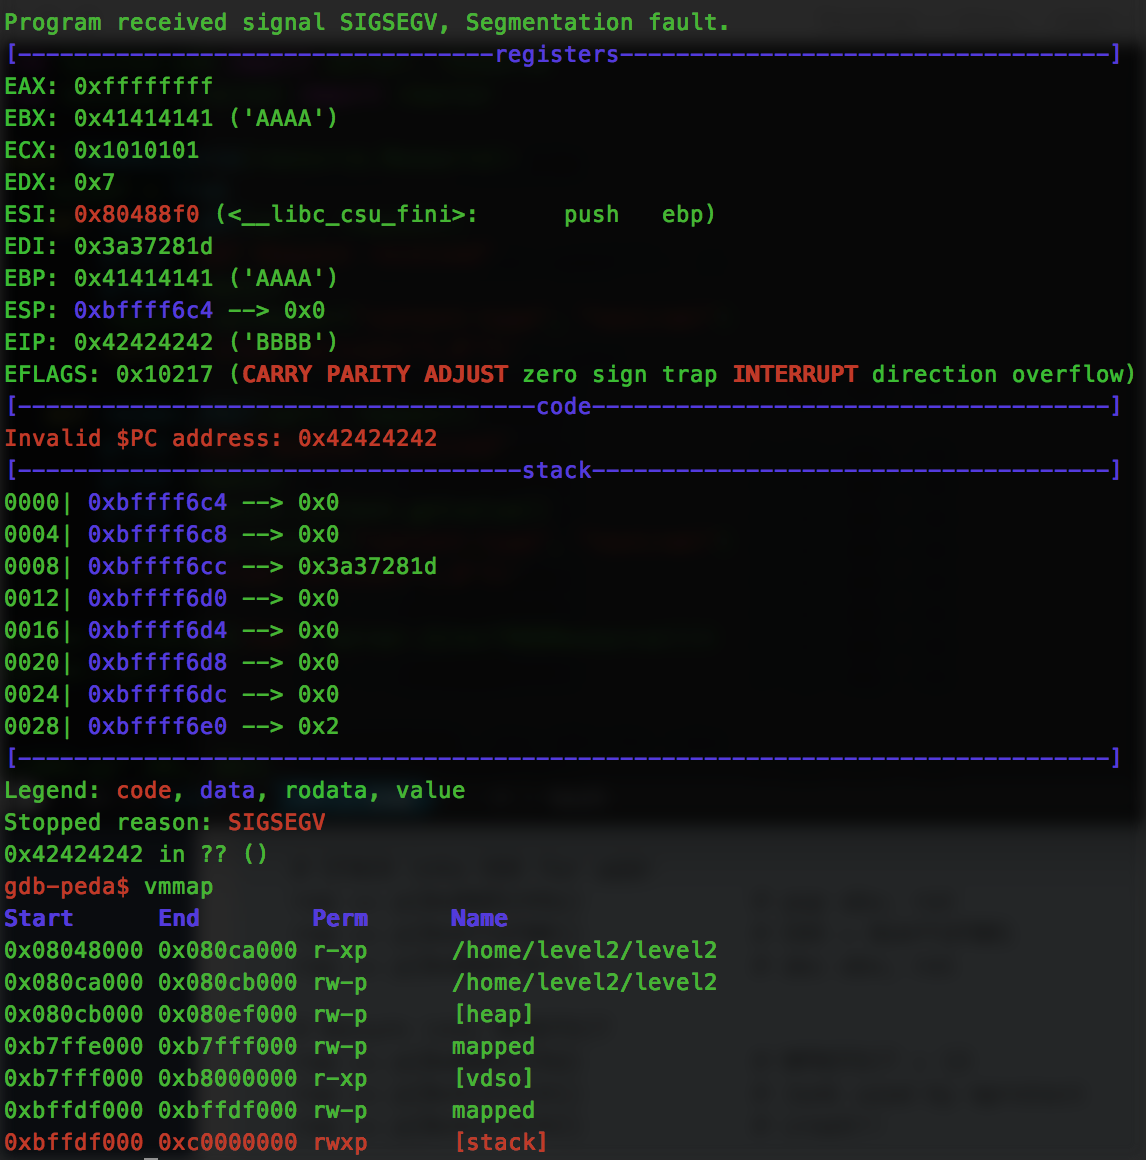 Program received signal SIGSEGV, Segmentation fault.
[----------------------------------registers-----------------------------------]
EAX: 0xffffffff
EBX: 0x41414141 ('AAAA')
ECX: 0x1010101
EDX: 0x7
ESI: 0x80488f0 (<__libc_csu_fini>:      push   ebp)
EDI: 0x3a37281d
EBP: 0x41414141 ('AAAA')
ESP: 0xbffff6c4 --> 0x0
EIP: 0x42424242 ('BBBB')
EFLAGS: 0x10217 (CARRY PARITY ADJUST zero sign trap INTERRUPT direction overflow)
[-------------------------------------code-------------------------------------]
Invalid $PC address: 0x42424242
[------------------------------------stack-------------------------------------]
0000| 0xbffff6c4 --> 0x0
0004| 0xbffff6c8 --> 0x0
0008| 0xbffff6cc --> 0x3a37281d
0012| 0xbffff6d0 --> 0x0
0016| 0xbffff6d4 --> 0x0
0020| 0xbffff6d8 --> 0x0
0024| 0xbffff6dc --> 0x0
0028| 0xbffff6e0 --> 0x2
[------------------------------------------------------------------------------]
Legend: code, data, rodata, value
Stopped reason: SIGSEGV
0x42424242 in ?? ()
gdb-peda$ vmmap
Start      End        Perm      Name
0x08048000 0x080ca000 r-xp      /home/level2/level2
0x080ca000 0x080cb000 rw-p      /home/level2/level2
0x080cb000 0x080ef000 rw-p      [heap]
0xb7ffe000 0xb7fff000 rw-p      mapped
0xb7fff000 0xb8000000 r-xp      [vdso]
0xbffdf000 0xbffdf000 rw-p      mapped
0xbffdf000 0xc0000000 rwxp      [stack]